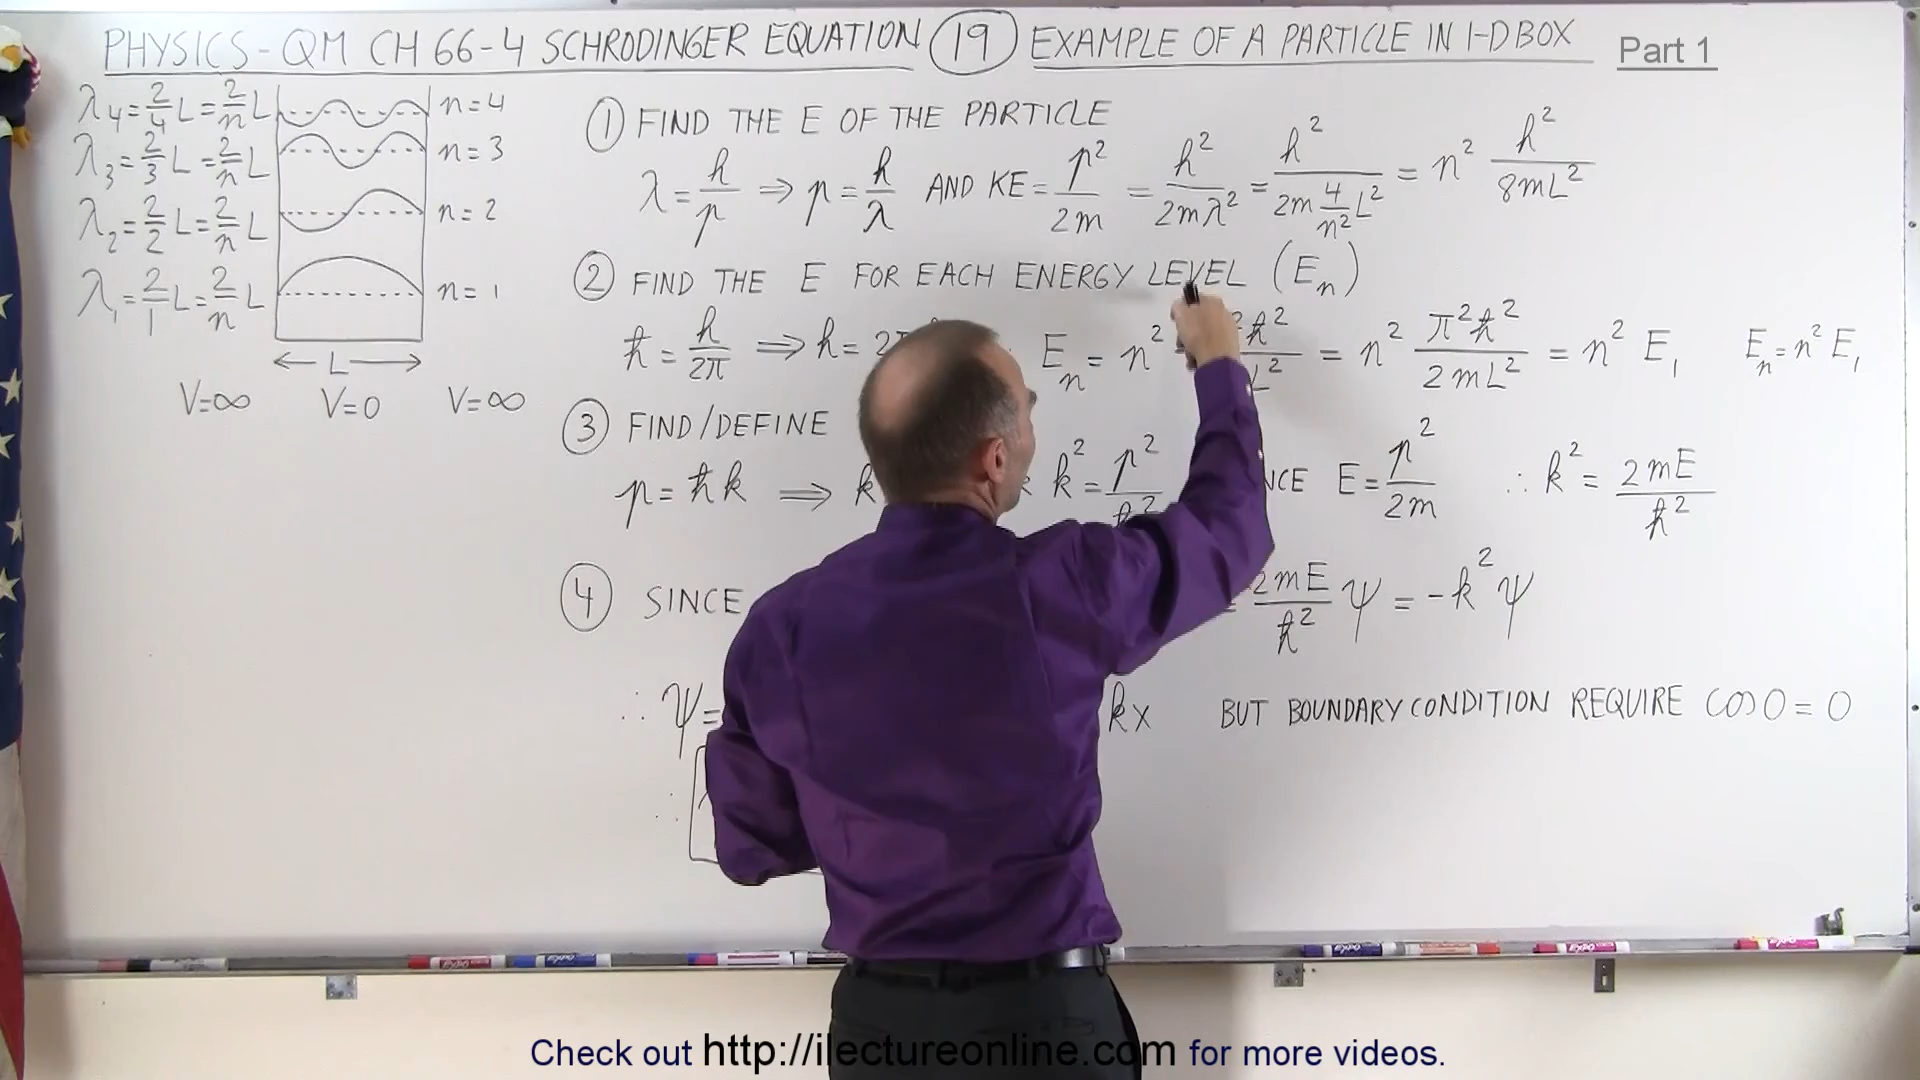 PHYSICS - QM CH 66-4 SCHRODINGER EQUATION 19 EXAMPLE OF A PARTICLE IN 1-D BOX Part 1
λ₄ = 2/4 L = 2/n L n = 4
λ₃ = 2/3 L = 2/n L n = 3
λ₂ = 2/2 L = 2/n L n = 2
λ₁ = 2/1 L = 2/n L n = 1
L
V=∞ V=0 V=∞
① FIND THE E OF THE PARTICLE
λ = h/p ⇒ p = h/λ AND KE = p²/2m = h²/2mλ² = h²/(2m 4/n² L²) = n² h²/8mL²
② FIND THE E FOR EACH ENERGY LEVEL (Eₙ)
ℏ = h/2π ⇒ h = 2π Eₙ = n² ²ℏ²/L² = n² π²ℏ²/2mL² = n² E₁ Eₙ = n² E₁
③ FIND/DEFINE
p = ℏk ⇒ k k² = p²/ℏ² E = p²/2m ∴ k² = 2mE/ℏ²
④ SINCE 2mE/ℏ² ψ = -k² ψ
∴ ψ = kx BUT BOUNDARY CONDITION REQUIRE COS 0 = 0
∴
Check out http://ilectureonline.com for more videos.